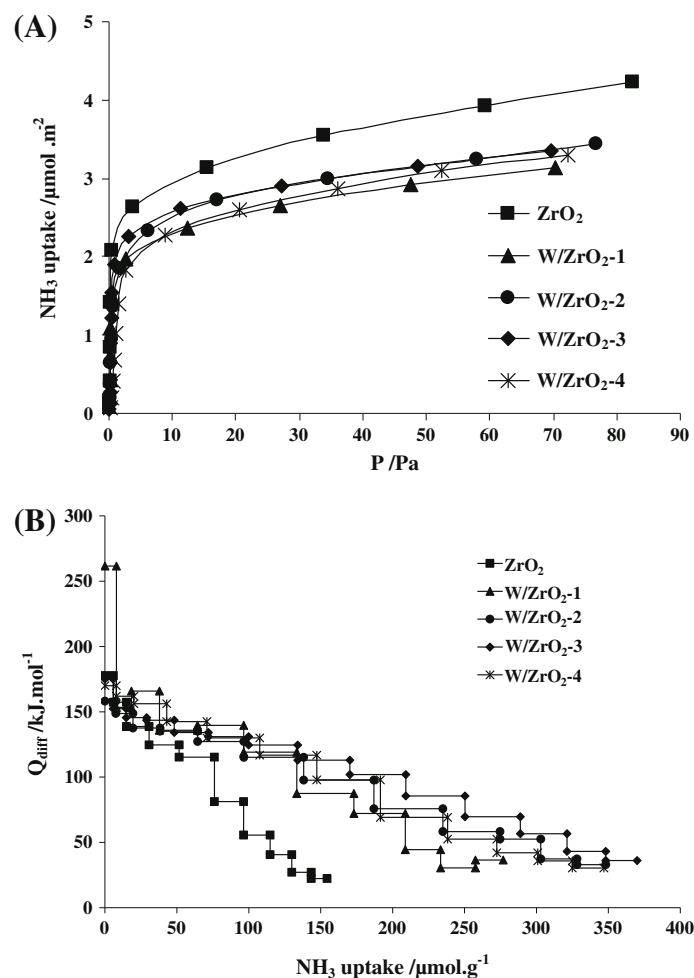 (A)
5
4
3
2
1
0
NH₃ uptake /µmol .m⁻²
ZrO₂
W/ZrO₂-1
W/ZrO₂-2
W/ZrO₂-3
W/ZrO₂-4
0 10 20 30 40 50 60 70 80 90
P /Pa
(B)
300
250
200
150
100
50
0
Q_diff /kJ.mol⁻¹
ZrO₂
W/ZrO₂-1
W/ZrO₂-2
W/ZrO₂-3
W/ZrO₂-4
0 50 100 150 200 250 300 350 400
NH₃ uptake /µmol.g⁻¹